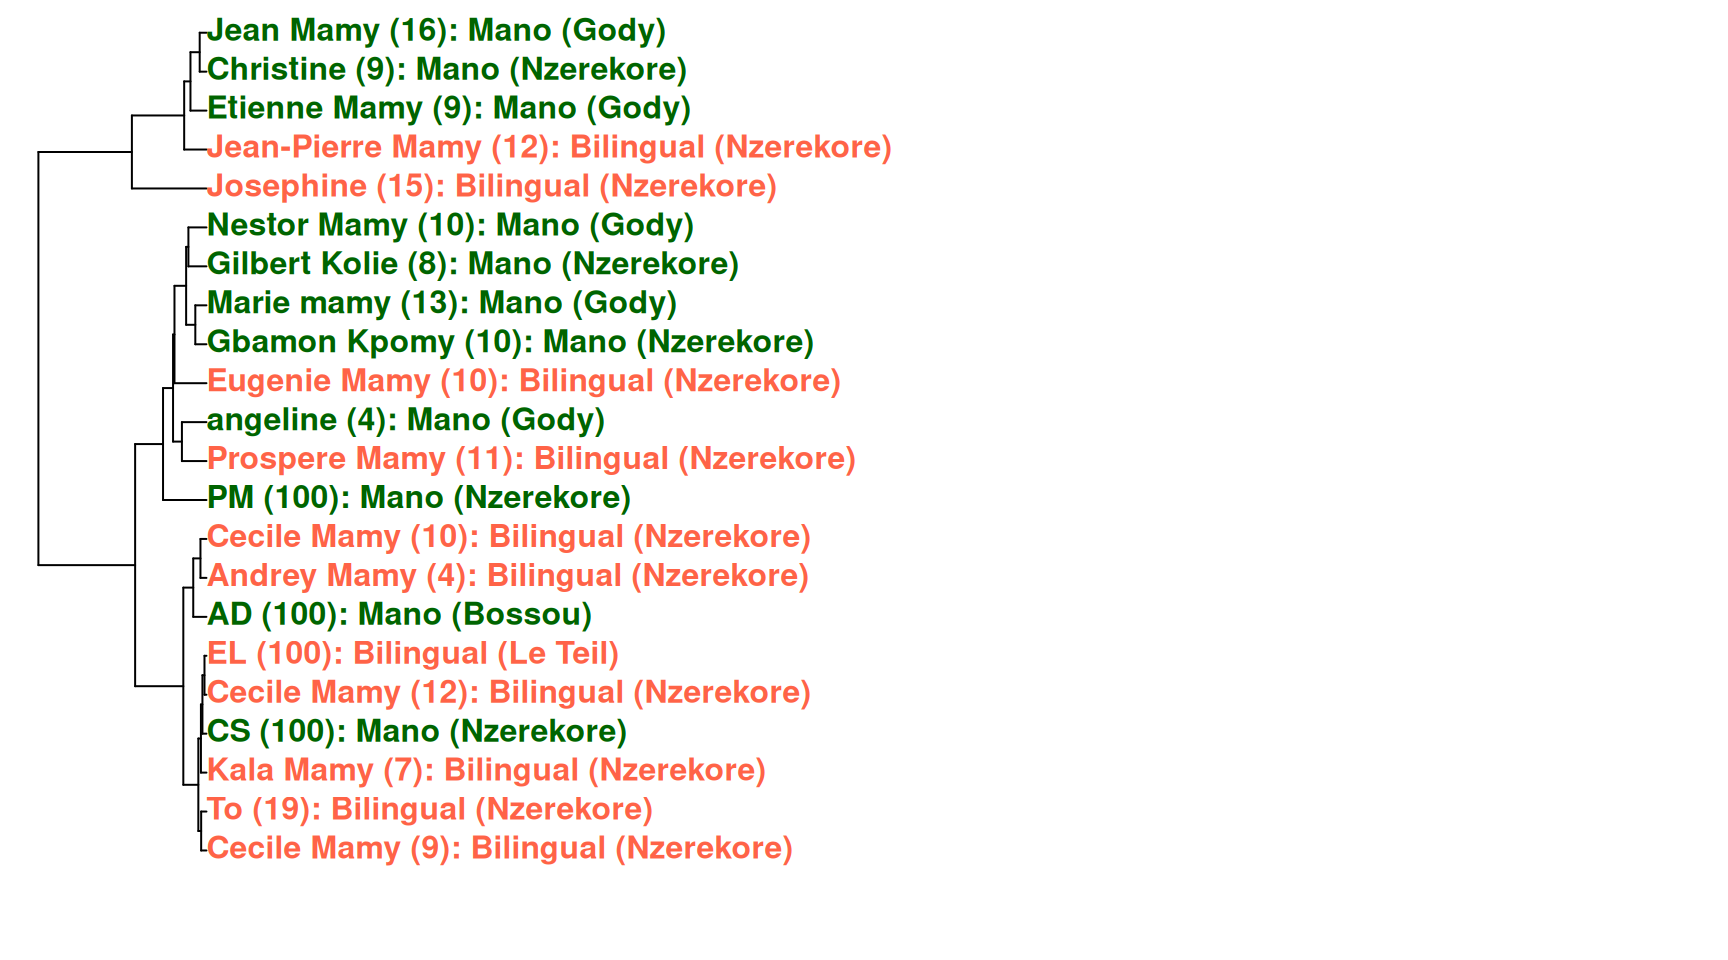 Jean Mamy (16): Mano (Gody)
Christine (9): Mano (Nzerekore)
Etienne Mamy (9): Mano (Gody)
Jean-Pierre Mamy (12): Bilingual (Nzerekore)
Josephine (15): Bilingual (Nzerekore)
Nestor Mamy (10): Mano (Gody)
Gilbert Kolie (8): Mano (Nzerekore)
Marie mamy (13): Mano (Gody)
Gbamon Kpomy (10): Mano (Nzerekore)
Eugenie Mamy (10): Bilingual (Nzerekore)
angeline (4): Mano (Gody)
Prospere Mamy (11): Bilingual (Nzerekore)
PM (100): Mano (Nzerekore)
Cecile Mamy (10): Bilingual (Nzerekore)
Andrey Mamy (4): Bilingual (Nzerekore)
AD (100): Mano (Bossou)
EL (100): Bilingual (Le Teil)
Cecile Mamy (12): Bilingual (Nzerekore)
CS (100): Mano (Nzerekore)
Kala Mamy (7): Bilingual (Nzerekore)
To (19): Bilingual (Nzerekore)
Cecile Mamy (9): Bilingual (Nzerekore)